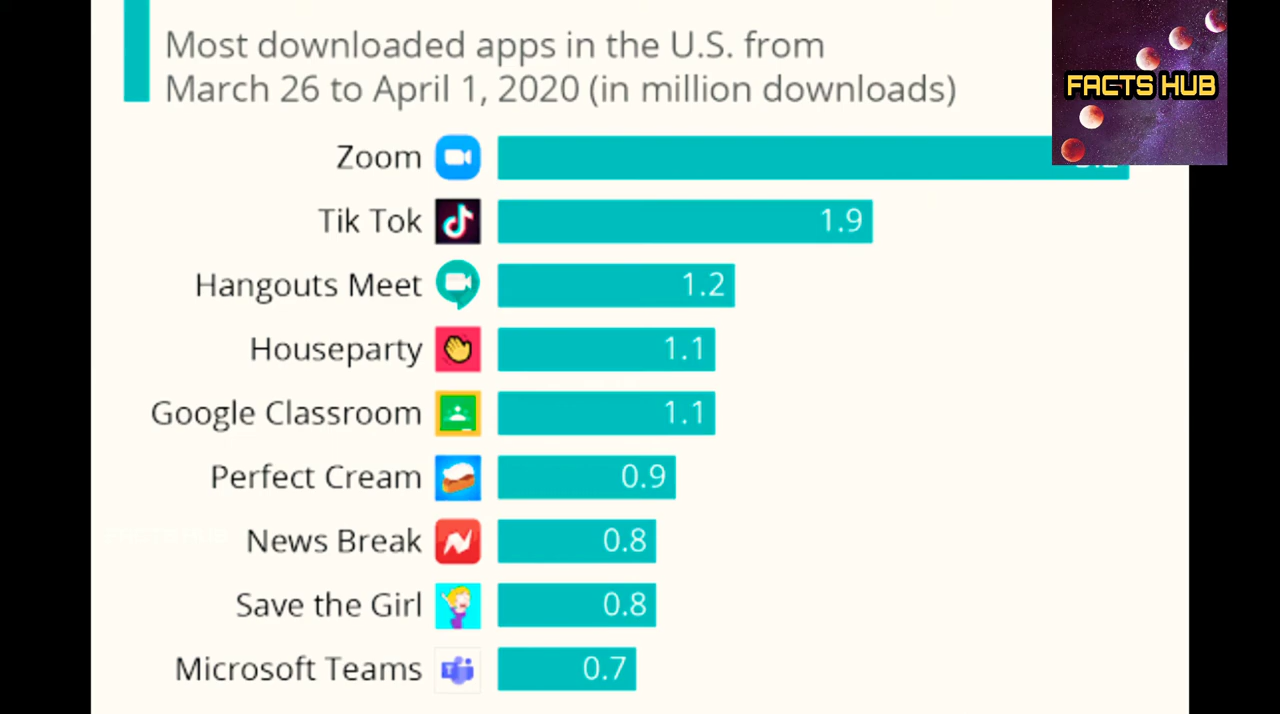 Most downloaded apps in the U.S. from
March 26 to April 1, 2020 (in million downloads)
FACTS HUB
Zoom
Tik Tok 1.9
Hangouts Meet 1.2
Houseparty 1.1
Google Classroom 1.1
Perfect Cream 0.9
News Break 0.8
Save the Girl 0.8
Microsoft Teams 0.7